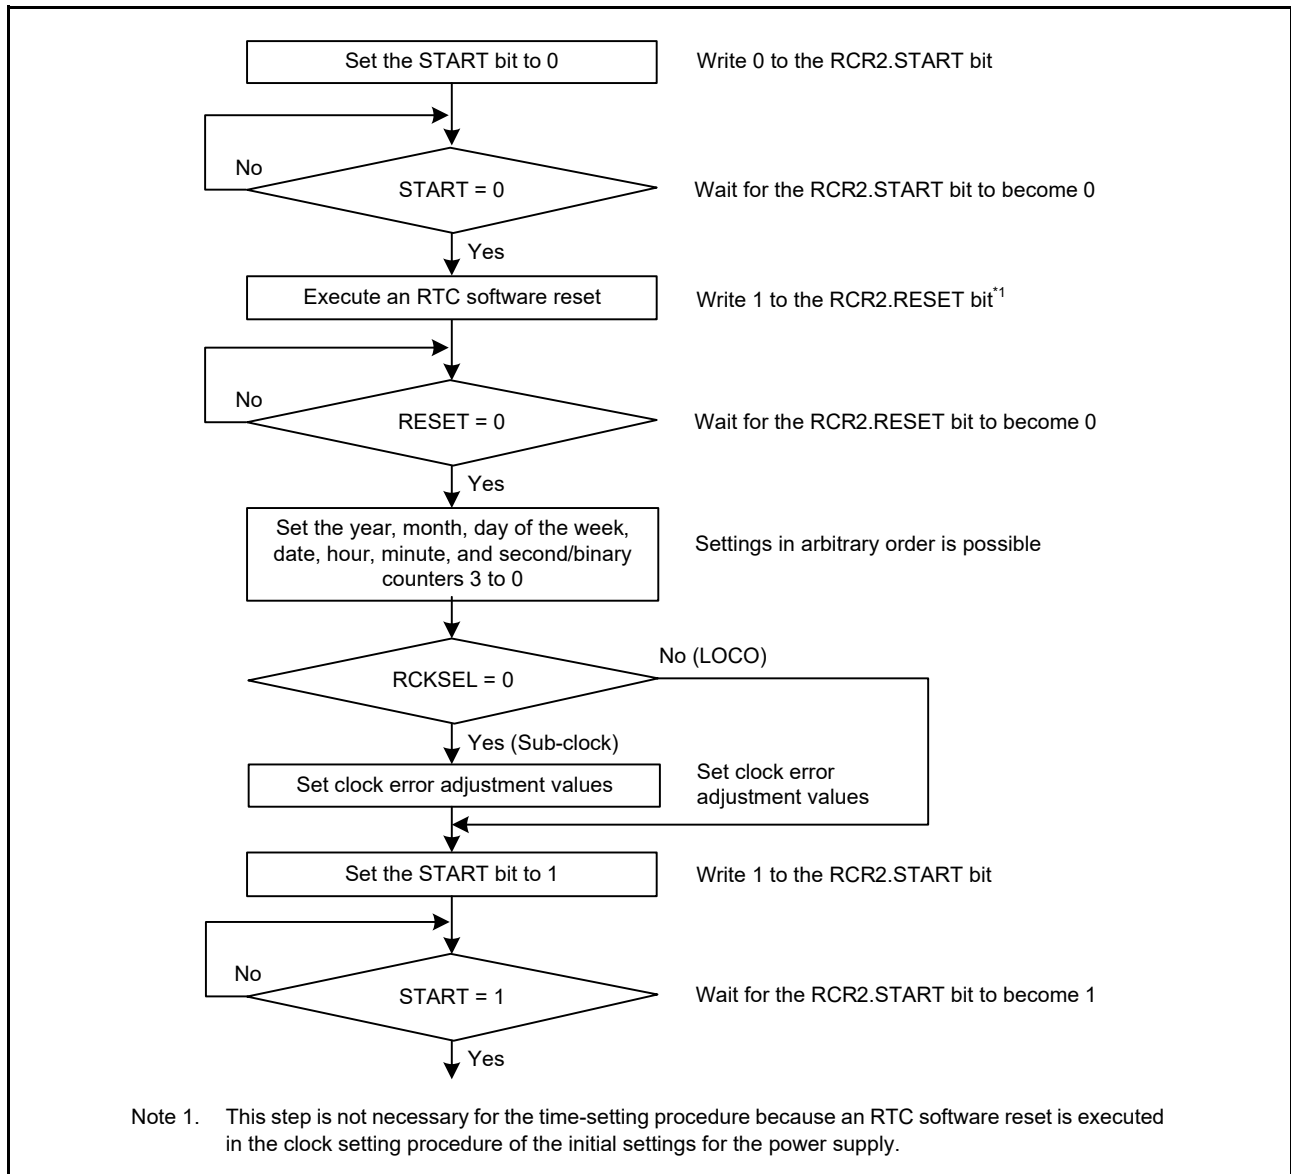 Set the START bit to 0
Write 0 to the RCR2.START bit
No
START = 0
Wait for the RCR2.START bit to become 0
Yes
Execute an RTC software reset
Write 1 to the RCR2.RESET bit*1
No
RESET = 0
Wait for the RCR2.RESET bit to become 0
Yes
Set the year, month, day of the week,
date, hour, minute, and second/binary
counters 3 to 0
Settings in arbitrary order is possible
RCKSEL = 0
No (LOCO)
Yes (Sub-clock)
Set clock error adjustment values
Set clock error
adjustment values
Set the START bit to 1
Write 1 to the RCR2.START bit
No
START = 1
Wait for the RCR2.START bit to become 1
Yes
Note 1. This step is not necessary for the time-setting procedure because an RTC software reset is executed
in the clock setting procedure of the initial settings for the power supply.